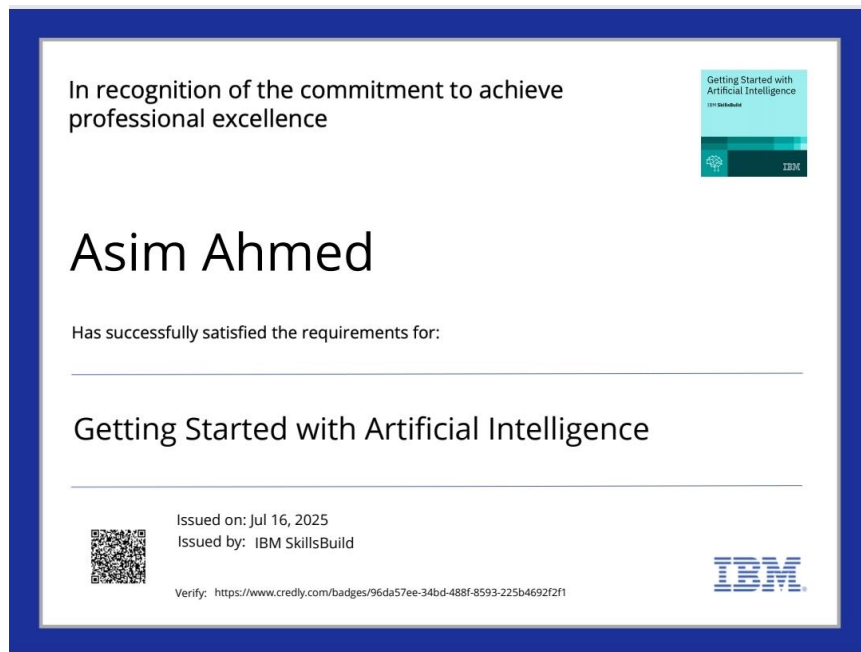 In recognition of the commitment to achieve
professional excellence
Getting Started with
Artificial Intelligence
IBM SkillsBuild
IBM
Asim Ahmed
Has successfully satisfied the requirements for:
Getting Started with Artificial Intelligence
Issued on: Jul 16, 2025
Issued by: IBM SkillsBuild
Verify: https://www.credly.com/badges/96da57ee-34bd-488f-8593-225b4692f2f1
IBM.